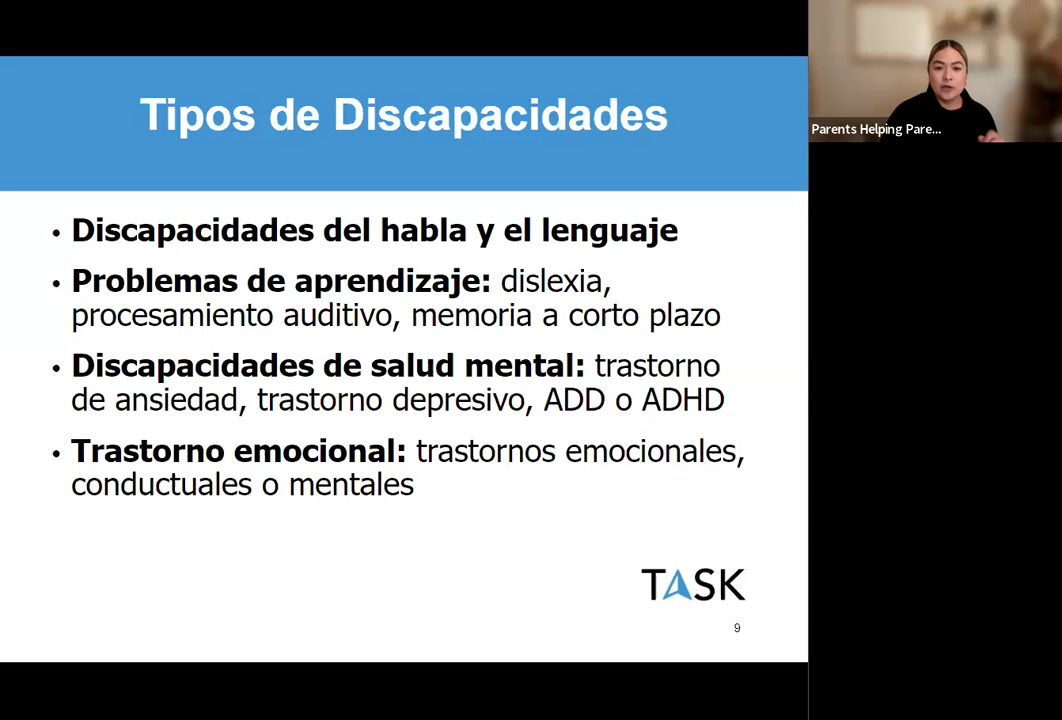 Tipos de Discapacidades
Parents Helping Pare...
• Discapacidades del habla y el lenguaje
• Problemas de aprendizaje: dislexia,
procesamiento auditivo, memoria a corto plazo
• Discapacidades de salud mental: trastorno
de ansiedad, trastorno depresivo, ADD o ADHD
• Trastorno emocional: trastornos emocionales,
conductuales o mentales
TASK
9